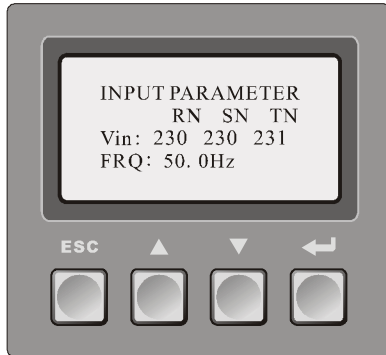 INPUT PARAMETER
RN SN TN
Vin: 230 230 231
FRQ: 50.0Hz
ESC